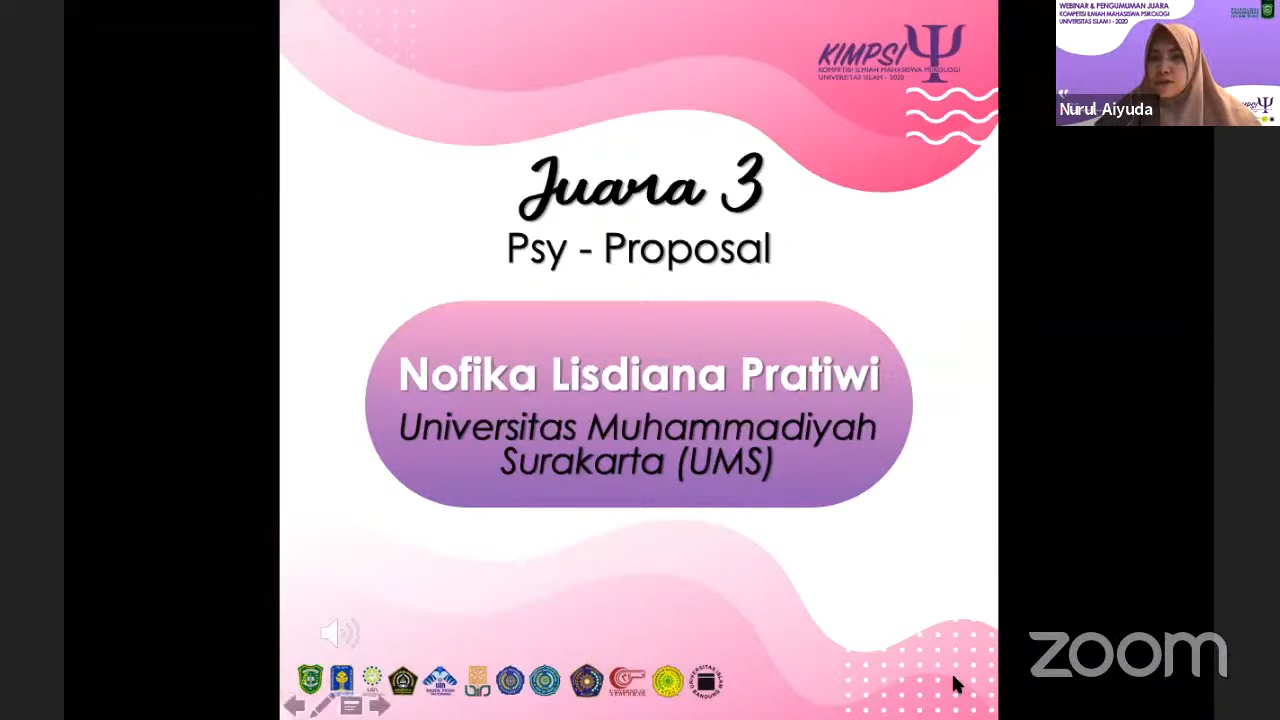 WEBINAR & PENGUMUMAN JUARA
KOMPETISI ILMIAH MAHASISWA PSIKOLOGI
UNIVERSITAS ISLAM I - 2020
Nurul Aiyuda
KIMPSI
KOMPETISI ILMIAH MAHASISWA PSIKOLOGI
UNIVERSITAS ISLAM - 2020
Juara 3
Psy - Proposal
Nofika Lisdiana Pratiwi
Universitas Muhammadiyah
Surakarta (UMS)
zoom